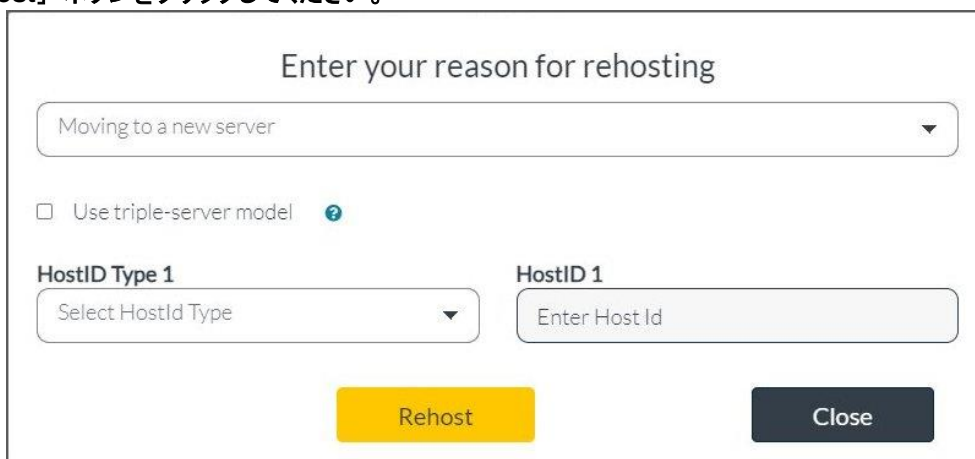 Enter your reason for rehosting
Moving to a new server
Use triple-server model
HostID Type 1
HostID 1
Select HostId Type
Enter Host Id
Rehost
Close